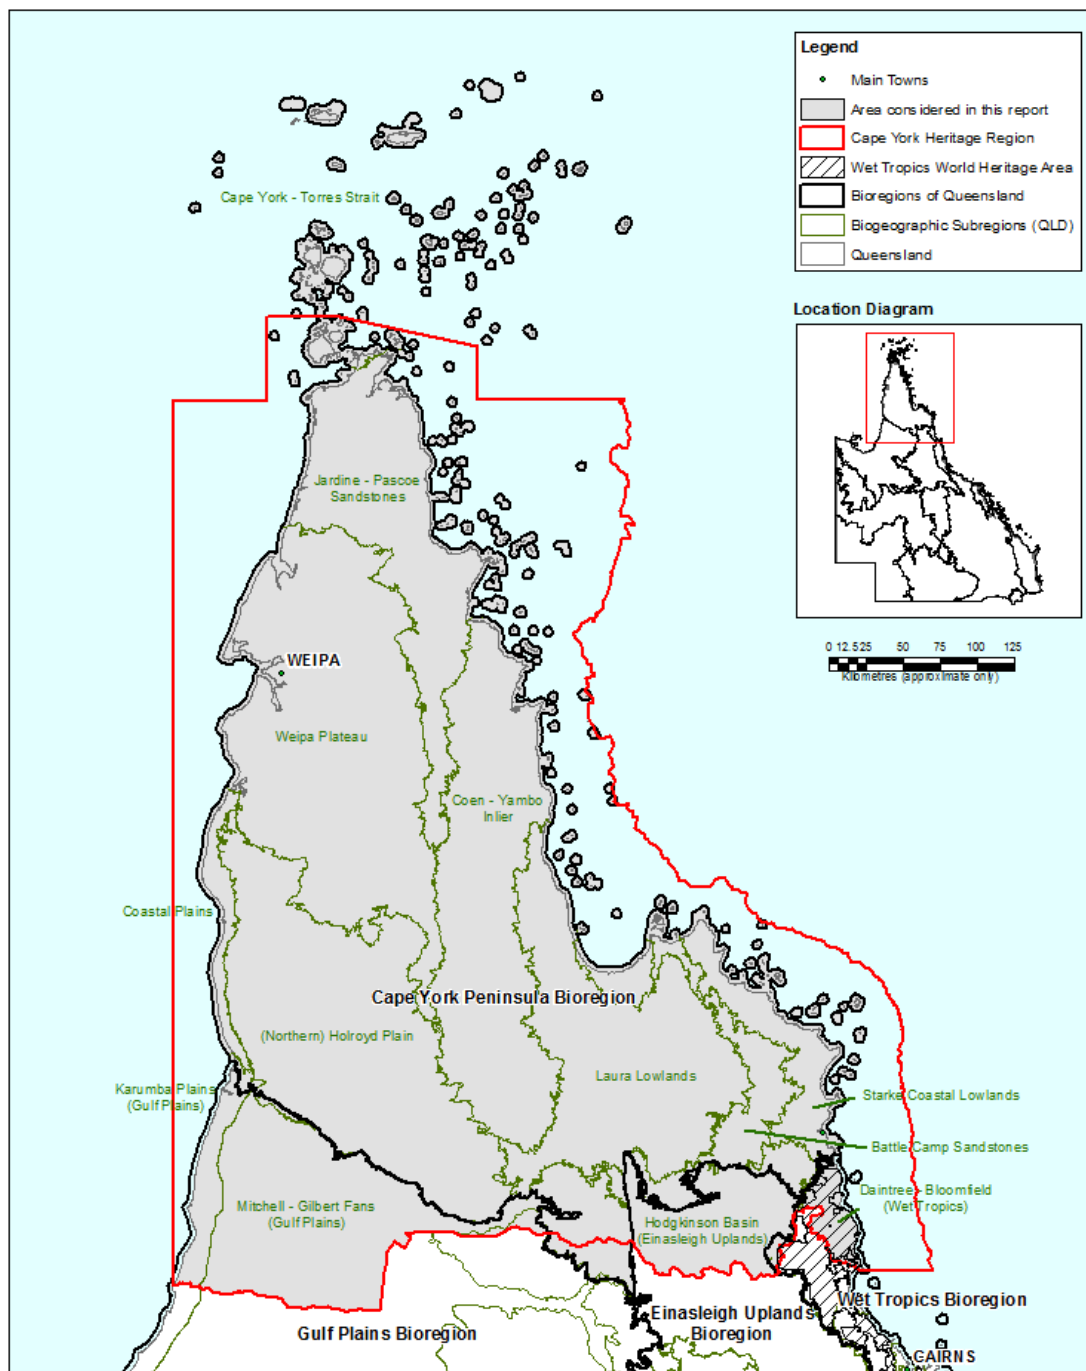 Legend
Main Towns
Area considered in this report
Cape York Heritage Region
Wet Tropics World Heritage Area
Bioregions of Queensland
Biogeographic Subregions (QLD)
Queensland
Location Diagram
0 12.525 50 75 100 125
Kilometres (approximate only)
Cape York - Torres Strait
Jardine - Pascoe
Sandstones
WEIPA
Weipa Plateau
Coen - Yambo
Inlier
Coastal Plains
Cape York Peninsula Bioregion
(Northern) Holroyd Plain
Laura Lowlands
Karumba Plains
(Gulf Plains)
Starke Coastal Lowlands
Battle Camp Sandstones
Mitchell - Gilbert Fans
(Gulf Plains)
Daintree - Bloomfield
(Wet Tropics)
Hodgkinson Basin
(Einasleigh Uplands)
Wet Tropics Bioregion
Einasleigh Uplands
Bioregion
Gulf Plains Bioregion
CAIRNS